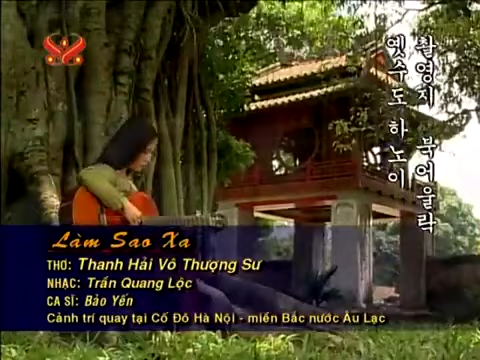 촬영지 북어울락
옛수도 하노이
Làm Sao Xa
THƠ: Thanh Hải Vô Thượng Sư
NHẠC: Trần Quang Lộc
CA SĨ: Bảo Yến
Cảnh trí quay tại Cố Đô Hà Nội - miền Bắc nước Âu Lạc